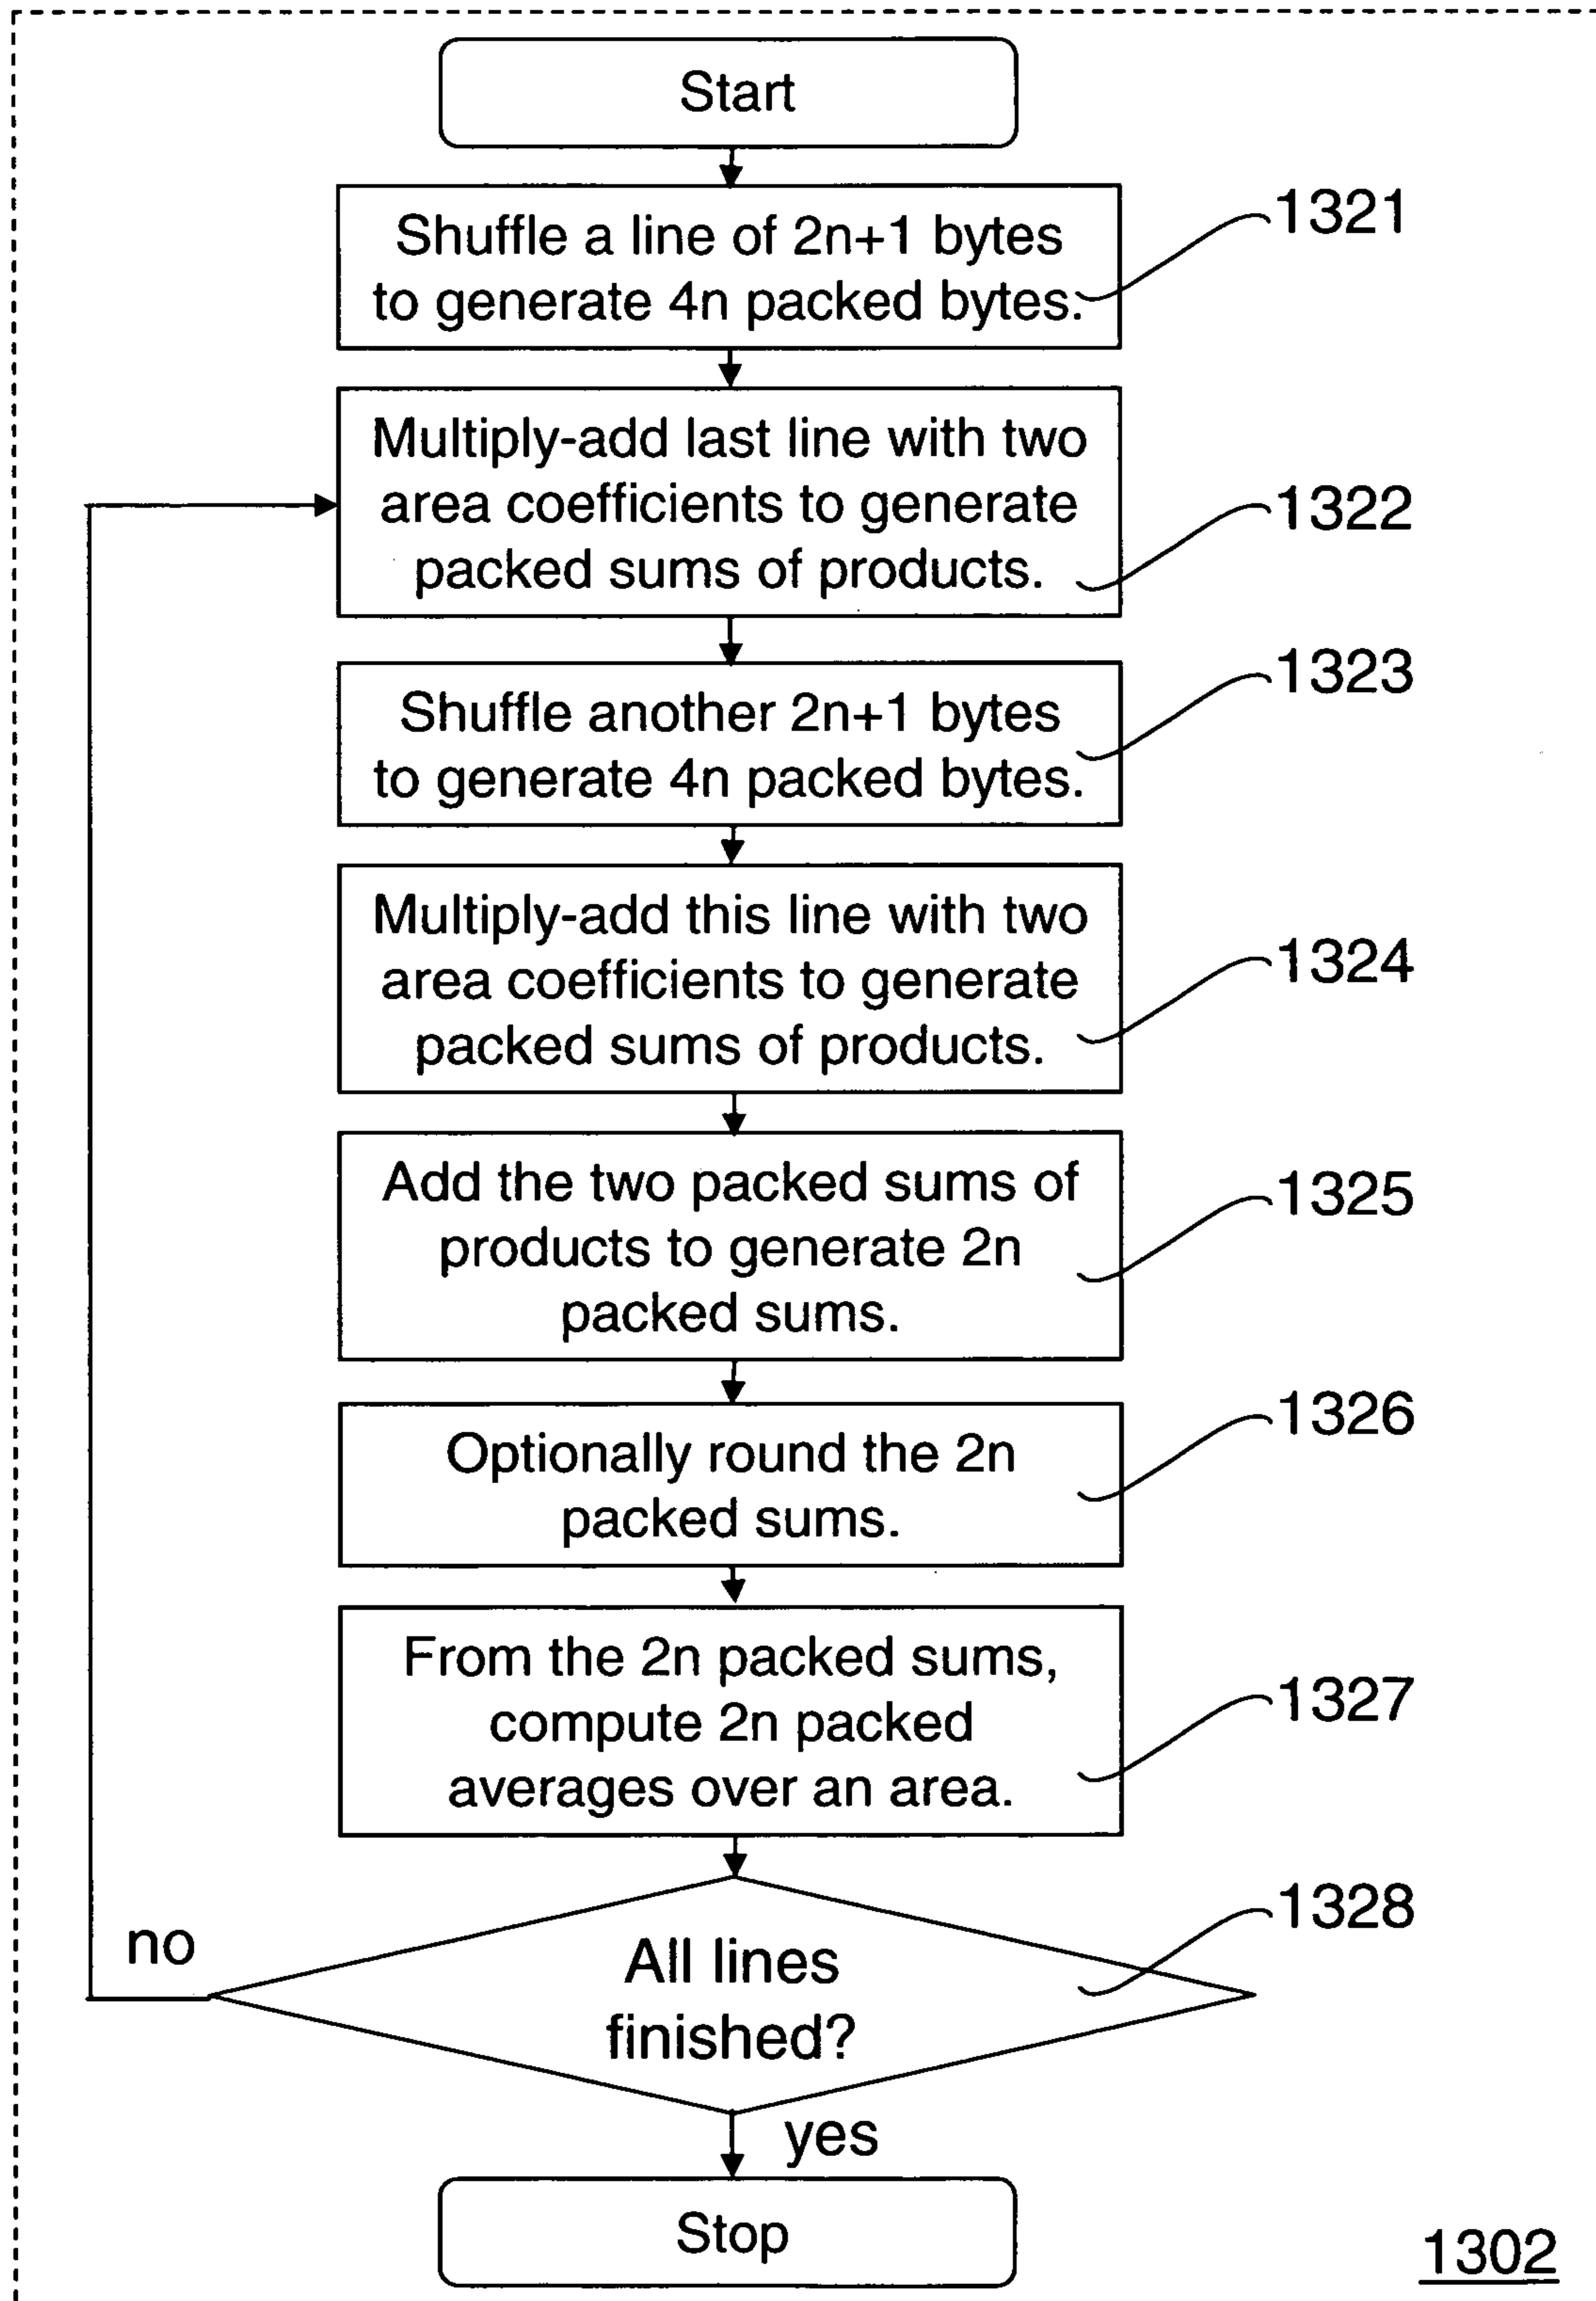 Start
Shuffle a line of 2n+1 bytes
to generate 4n packed bytes.
1321
Multiply-add last line with two
area coefficients to generate
packed sums of products.
1322
Shuffle another 2n+1 bytes
to generate 4n packed bytes.
1323
Multiply-add this line with two
area coefficients to generate
packed sums of products.
1324
Add the two packed sums of
products to generate 2n
packed sums.
1325
Optionally round the 2n
packed sums.
1326
From the 2n packed sums,
compute 2n packed
averages over an area.
1327
All lines
finished?
1328
no
yes
Stop
1302